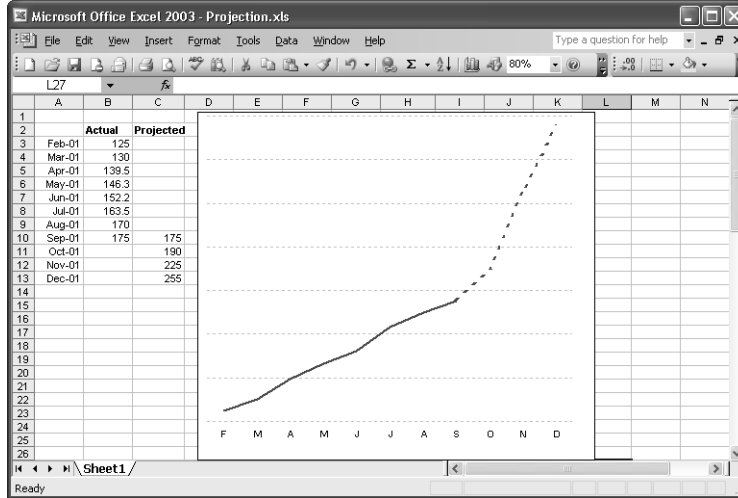 Microsoft Office Excel 2003 - Projection.xls
File Edit View Insert Format Tools Data Window Help Type a question for help
80%
L27 fx
A B C D E F G H I J K L M N
1
2 Actual Projected
3 Feb-01 125
4 Mar-01 130
5 Apr-01 139.5
6 May-01 146.3
7 Jun-01 152.2
8 Jul-01 163.5
9 Aug-01 170
10 Sep-01 175 175
11 Oct-01 190
12 Nov-01 225
13 Dec-01 255
14
15
16
17
18
19
20
21
22
23
24
25
26
F M A M J J A S O N D
Sheet1
Ready